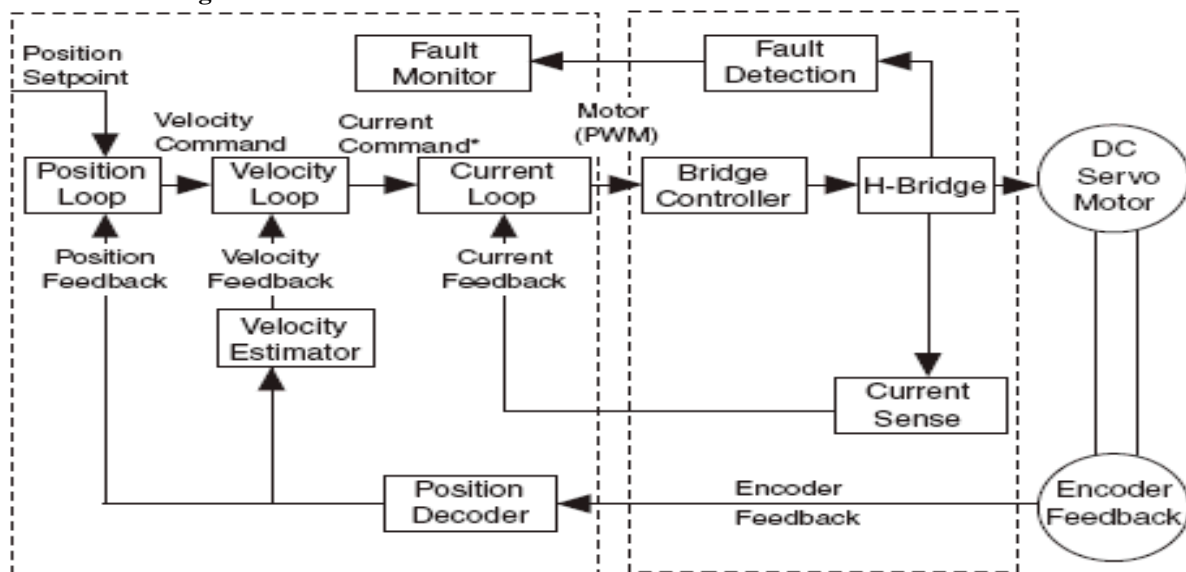 Position
Setpoint
Fault
Monitor
Fault
Detection
Velocity
Command
Current
Command*
Motor
(PWM)
Position
Loop
Velocity
Loop
Current
Loop
Bridge
Controller
H-Bridge
DC
Servo
Motor
Position
Feedback
Velocity
Feedback
Current
Feedback
Velocity
Estimator
Current
Sense
Position
Decoder
Encoder
Feedback
Encoder
Feedback